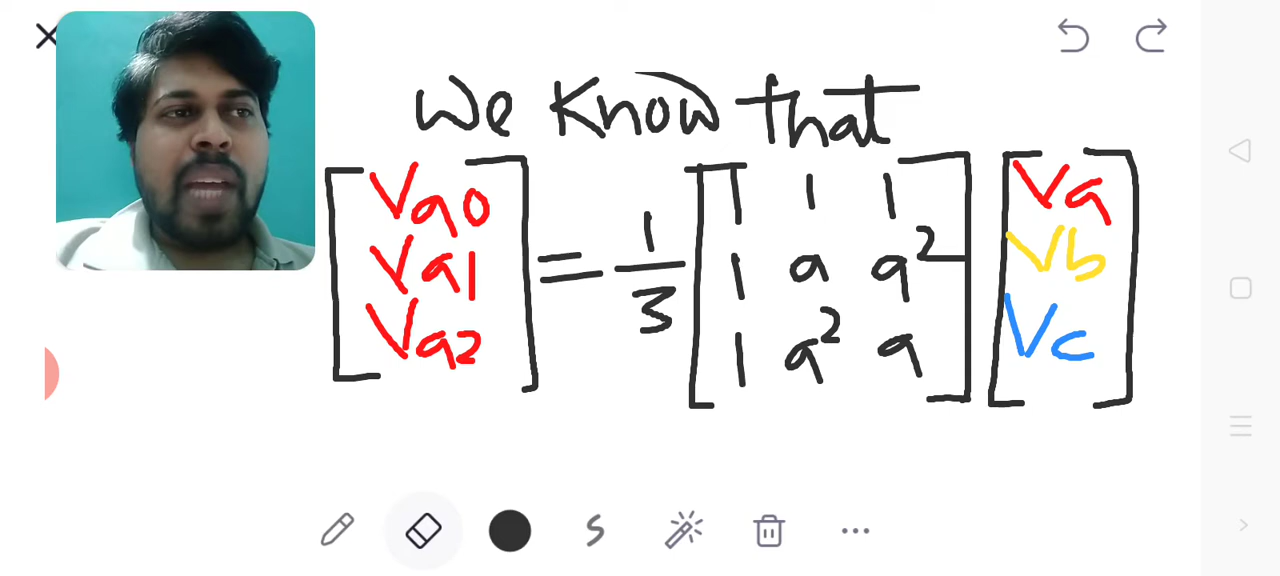 We Know that
[Va0 Va1 Va2] = 1/3 [1 1 1; 1 a a²; 1 a² a] [Va Vb Vc]